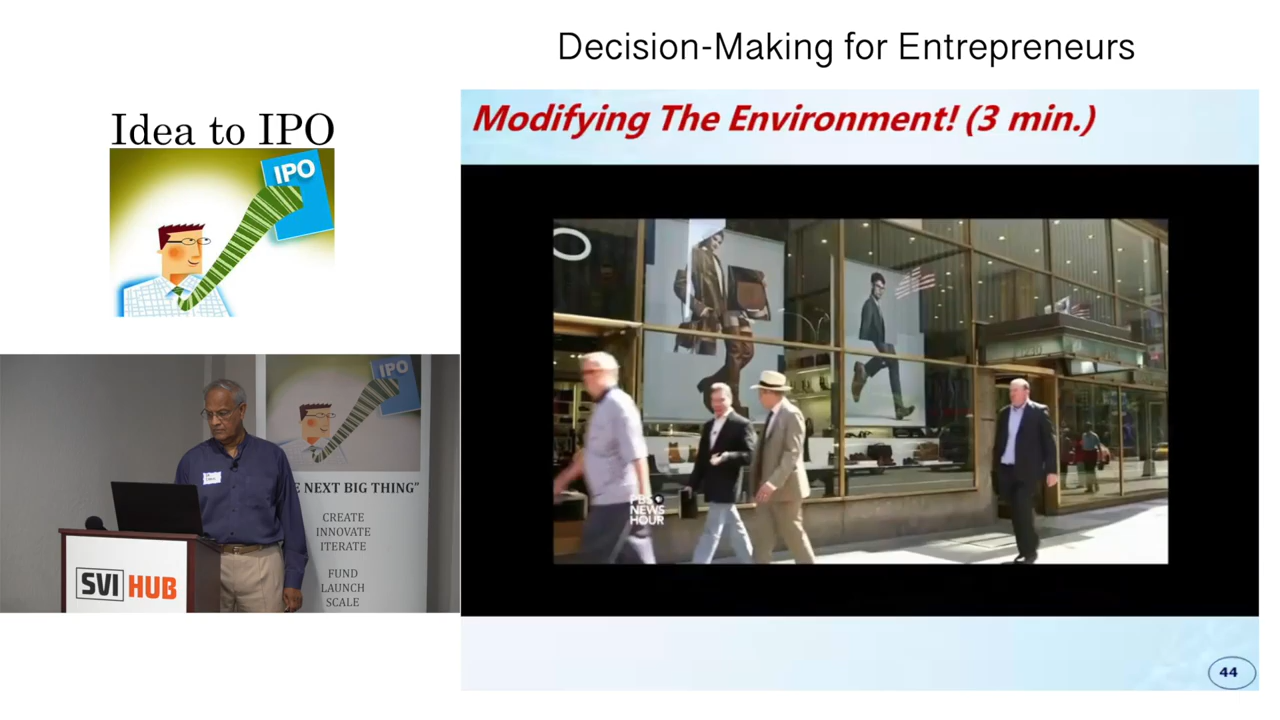 Decision-Making for Entrepreneurs
Idea to IPO
IPO
Modifying The Environment! (3 min.)
PBS
NEWS
HOUR
IPO
E NEXT BIG THING”
CREATE
INNOVATE
ITERATE
FUND
LAUNCH
SCALE
SVI HUB
44